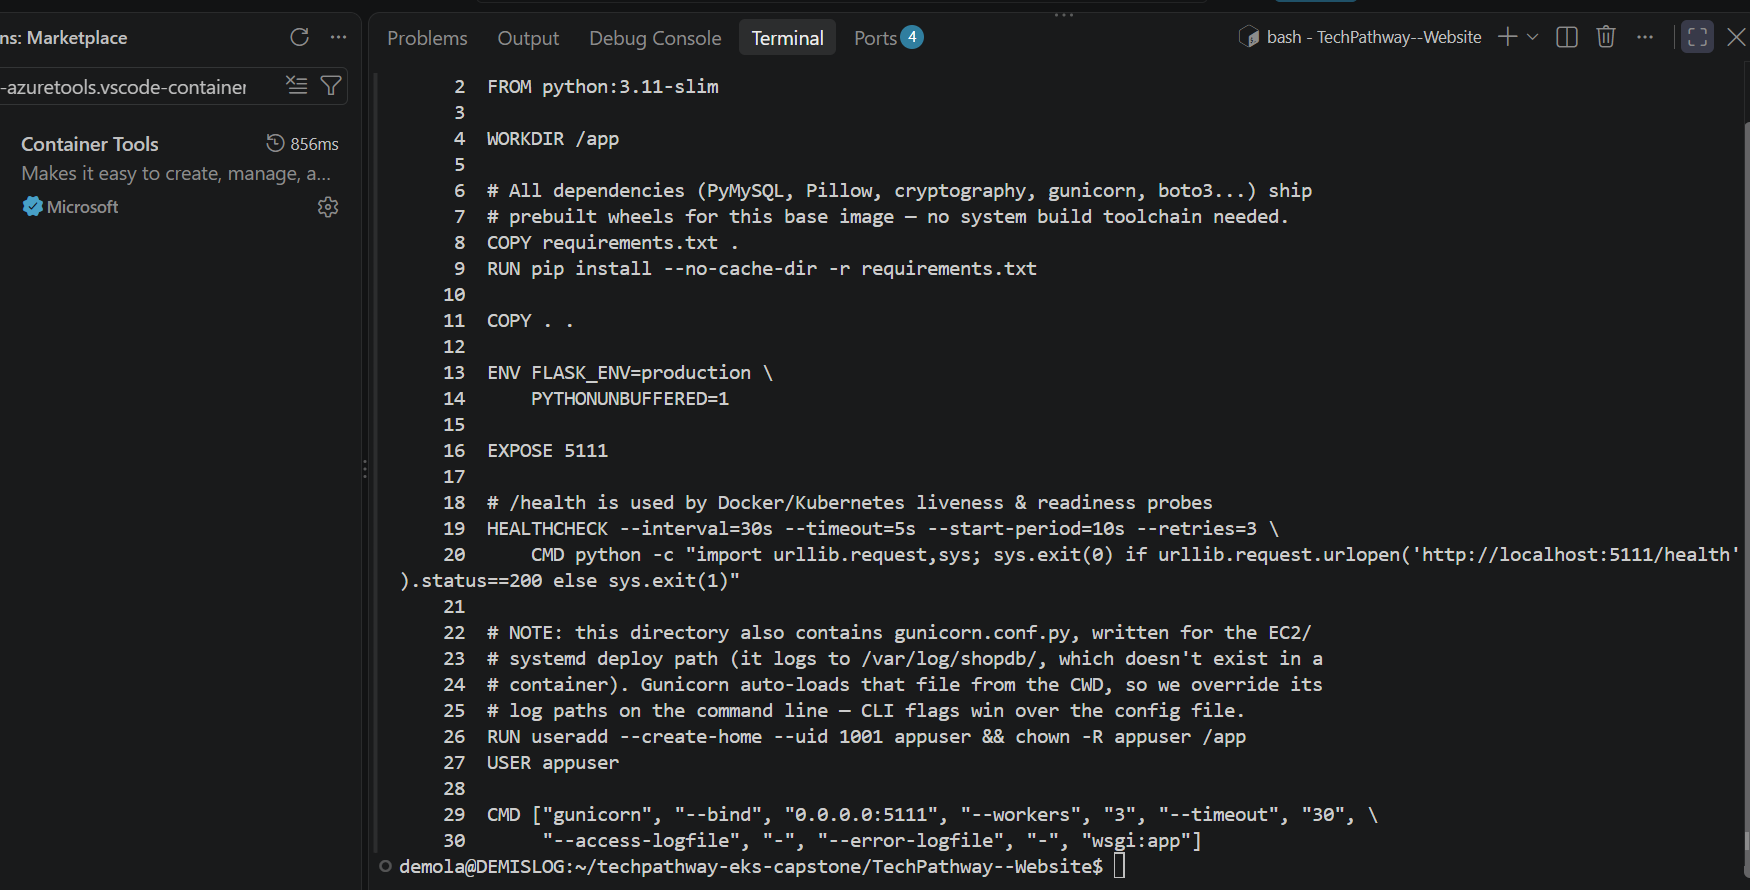 ns: Marketplace
-azuretools.vscode-container
Container Tools
856ms
Makes it easy to create, manage, a...
Microsoft
Problems
Output
Debug Console
Terminal
Ports
4
bash - TechPathway--Website
2 FROM python:3.11-slim
3
4 WORKDIR /app
5
6 # All dependencies (PyMySQL, Pillow, cryptography, gunicorn, boto3...) ship
7 # prebuilt wheels for this base image — no system build toolchain needed.
8 COPY requirements.txt .
9 RUN pip install --no-cache-dir -r requirements.txt
10
11 COPY . .
12
13 ENV FLASK_ENV=production \
14     PYTHONUNBUFFERED=1
15
16 EXPOSE 5111
17
18 # /health is used by Docker/Kubernetes liveness & readiness probes
19 HEALTHCHECK --interval=30s --timeout=5s --start-period=10s --retries=3 \
20     CMD python -c "import urllib.request,sys; sys.exit(0) if urllib.request.urlopen('http://localhost:5111/health'
).status==200 else sys.exit(1)"
21
22 # NOTE: this directory also contains gunicorn.conf.py, written for the EC2/
23 # systemd deploy path (it logs to /var/log/shopdb/, which doesn't exist in a
24 # container). Gunicorn auto-loads that file from the CWD, so we override its
25 # log paths on the command line — CLI flags win over the config file.
26 RUN useradd --create-home --uid 1001 appuser && chown -R appuser /app
27 USER appuser
28
29 CMD ["gunicorn", "--bind", "0.0.0.0:5111", "--workers", "3", "--timeout", "30", \
30      "--access-logfile", "-", "--error-logfile", "-", "wsgi:app"]
demola@DEMISLOG:~/techpathway-eks-capstone/TechPathway--Website$